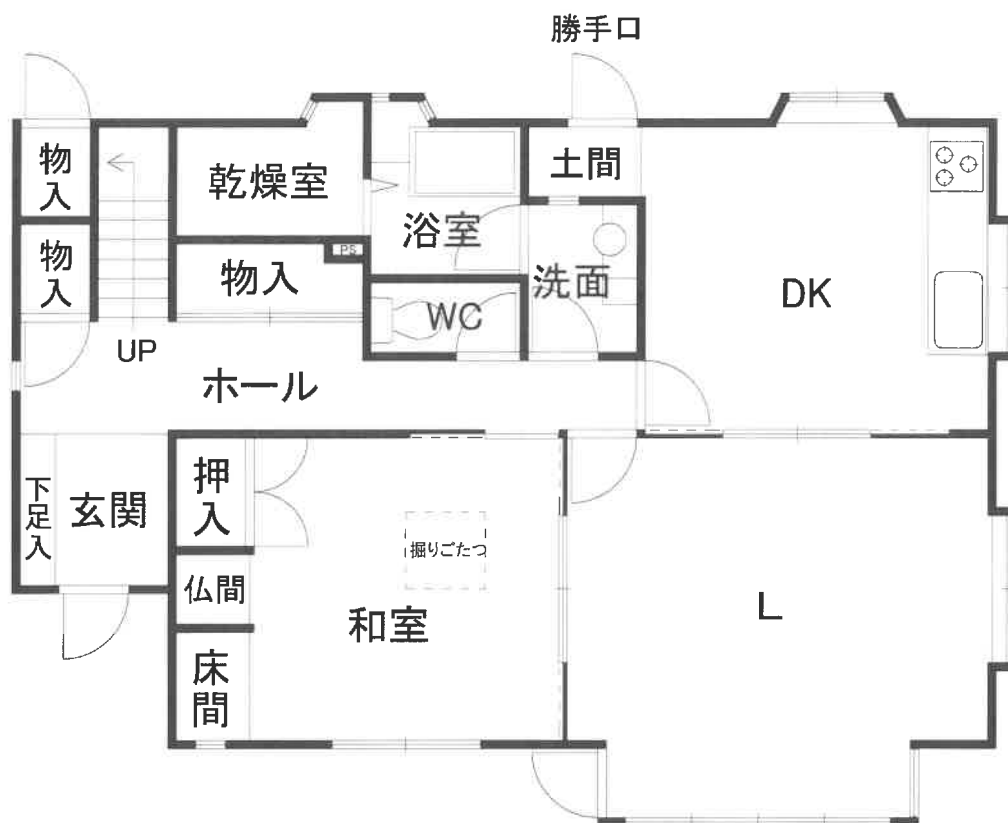 勝手口
物入
乾燥室
土間
浴室
物入
物入
PS
洗面
DK
WC
UP
ホール
下足入
玄関
押入
掘りごたつ
仏間
和室
L
床間